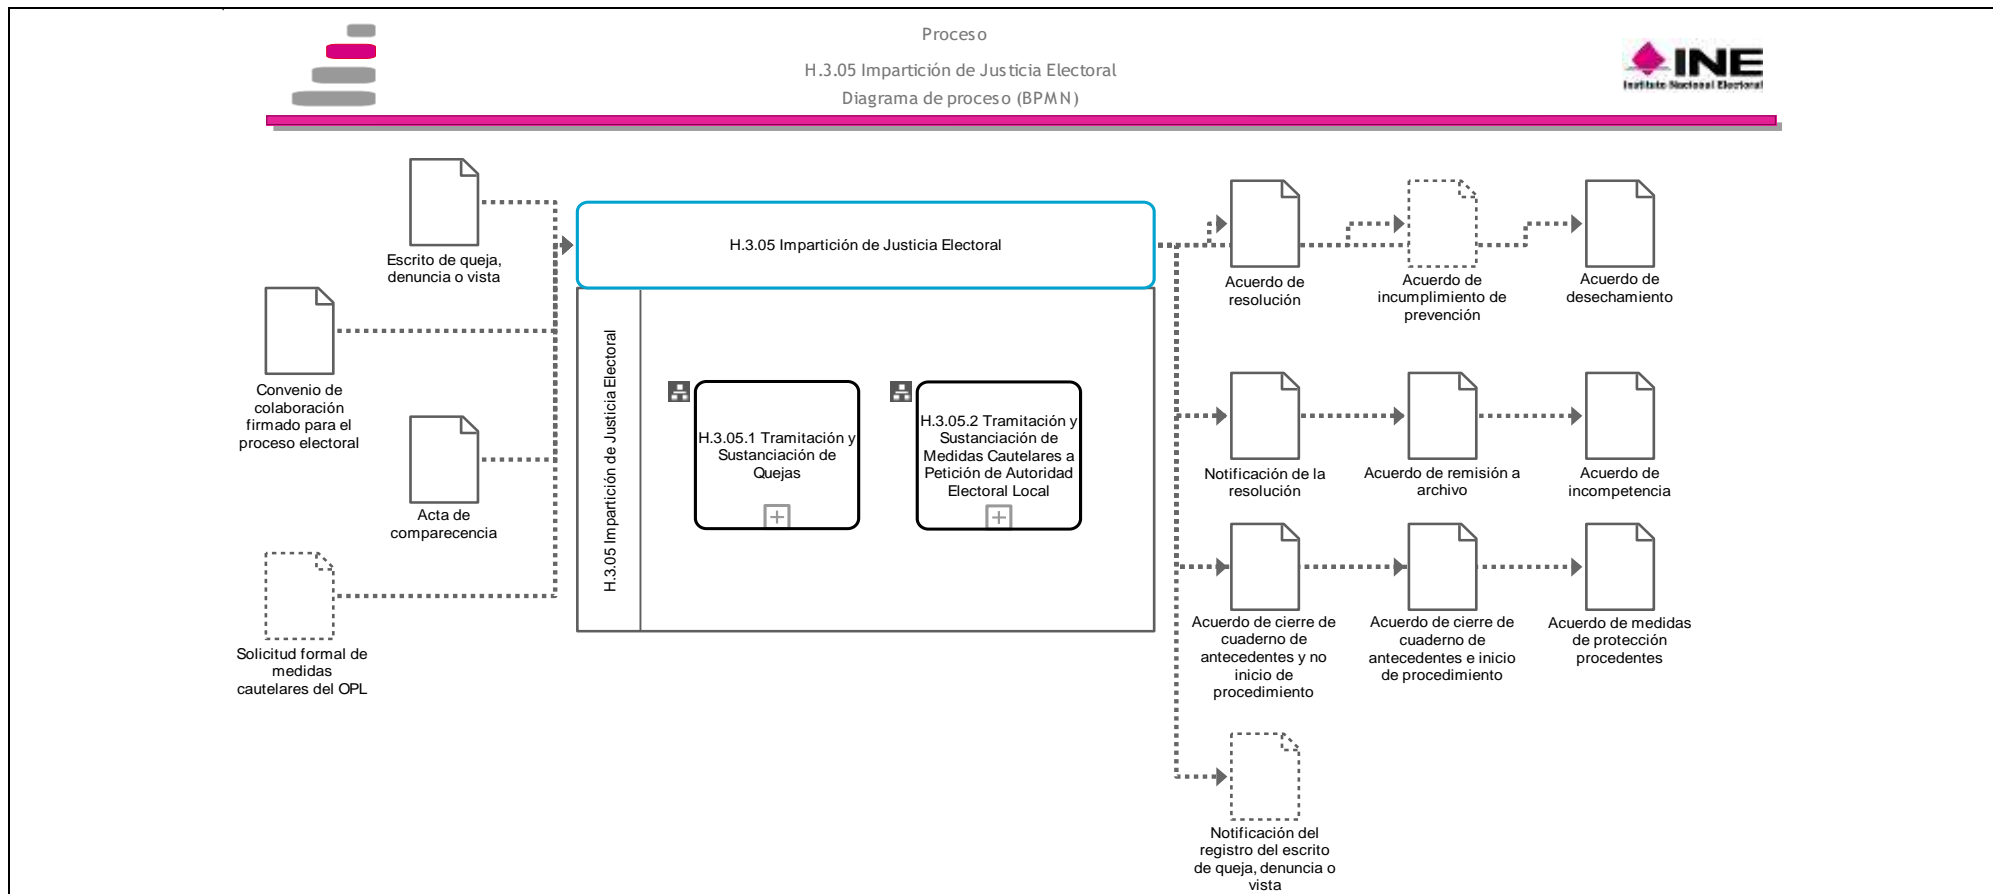 Proceso
H.3.05 Impartición de Justicia Electoral
Diagrama de proceso (BPMN)
INE
Instituto Nacional Electoral
Escrito de queja,
denuncia o vista
Convenio de
colaboración
firmado para el
proceso electoral
Acta de
comparecencia
Solicitud formal de
medidas
cautelares del OPL
H.3.05 Impartición de Justicia Electoral
H.3.05 Impartición de Justicia Electoral
H.3.05.1 Tramitación y
Sustanciación de
Quejas
H.3.05.2 Tramitación y
Sustanciación de
Medidas Cautelares a
Petición de Autoridad
Electoral Local
Acuerdo de
resolución
Acuerdo de
incumplimiento de
prevención
Acuerdo de
desechamiento
Notificación de la
resolución
Acuerdo de remisión a
archivo
Acuerdo de
incompetencia
Acuerdo de cierre de
cuaderno de
antecedentes y no
inicio de
procedimiento
Acuerdo de cierre de
cuaderno de
antecedentes e inicio
de procedimiento
Acuerdo de medidas
de protección
procedentes
Notificación del
registro del escrito
de queja, denuncia o
vista